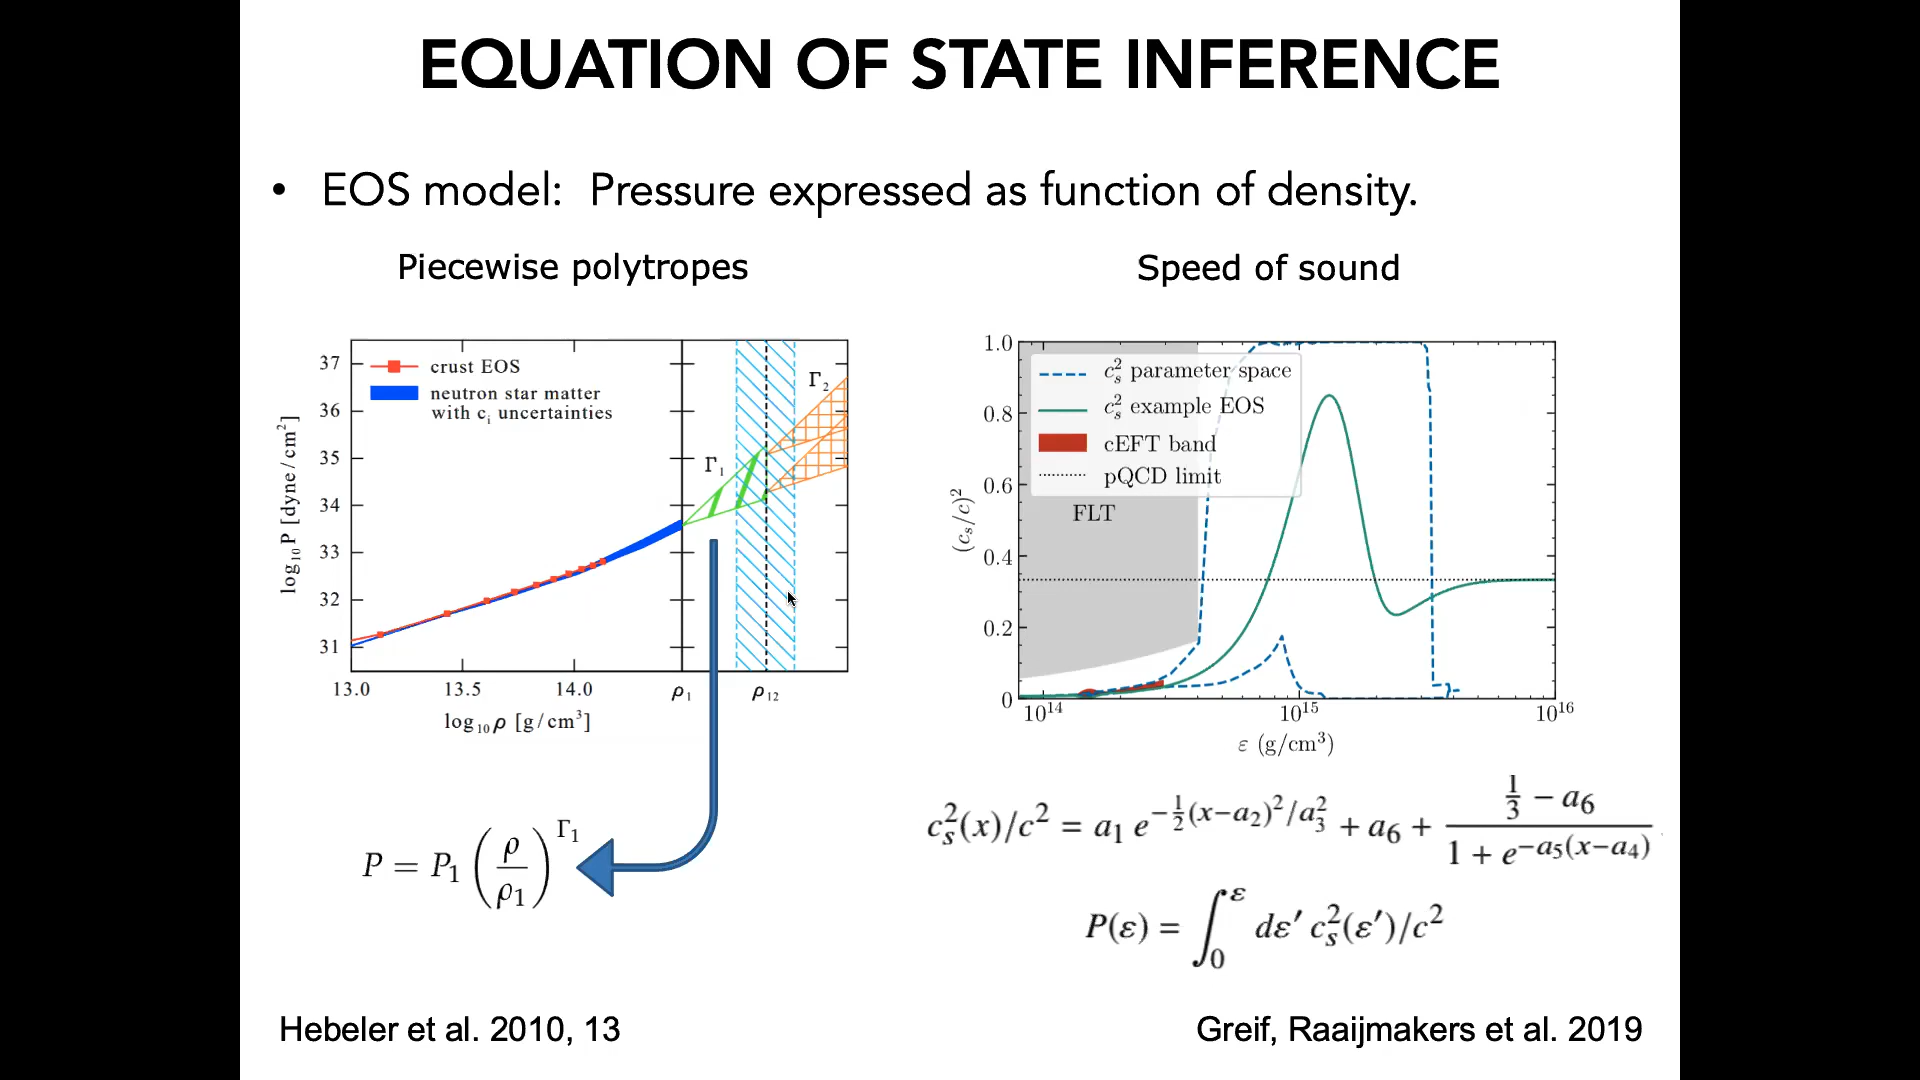 EQUATION OF STATE INFERENCE
• EOS model: Pressure expressed as function of density.
Piecewise polytropes
37
36
35
34
33
32
31
log₁₀ P [dyne/cm²]
crust EOS
neutron star matter
with cᵢ uncertainties
Γ₁
Γ₂
13.0 13.5 14.0 ρ₁ ρ₁₂
log₁₀ρ [g/cm³]
P = P₁ (ρ/ρ₁)^Γ₁
Hebeler et al. 2010, 13
Speed of sound
1.0
0.8
0.6
0.4
0.2
0
(cₛ/c)²
cₛ² parameter space
cₛ² example EOS
cEFT band
pQCD limit
FLT
10¹⁴ 10¹⁵ 10¹⁶
ε (g/cm³)
cₛ²(x)/c² = a₁ e^{−½(x−a₂)²/a₃²} + a₆ + (⅓ − a₆)/(1 + e^{−a₅(x−a₄)})
P(ε) = ∫₀^ε dε′ cₛ²(ε′)/c²
Greif, Raaijmakers et al. 2019